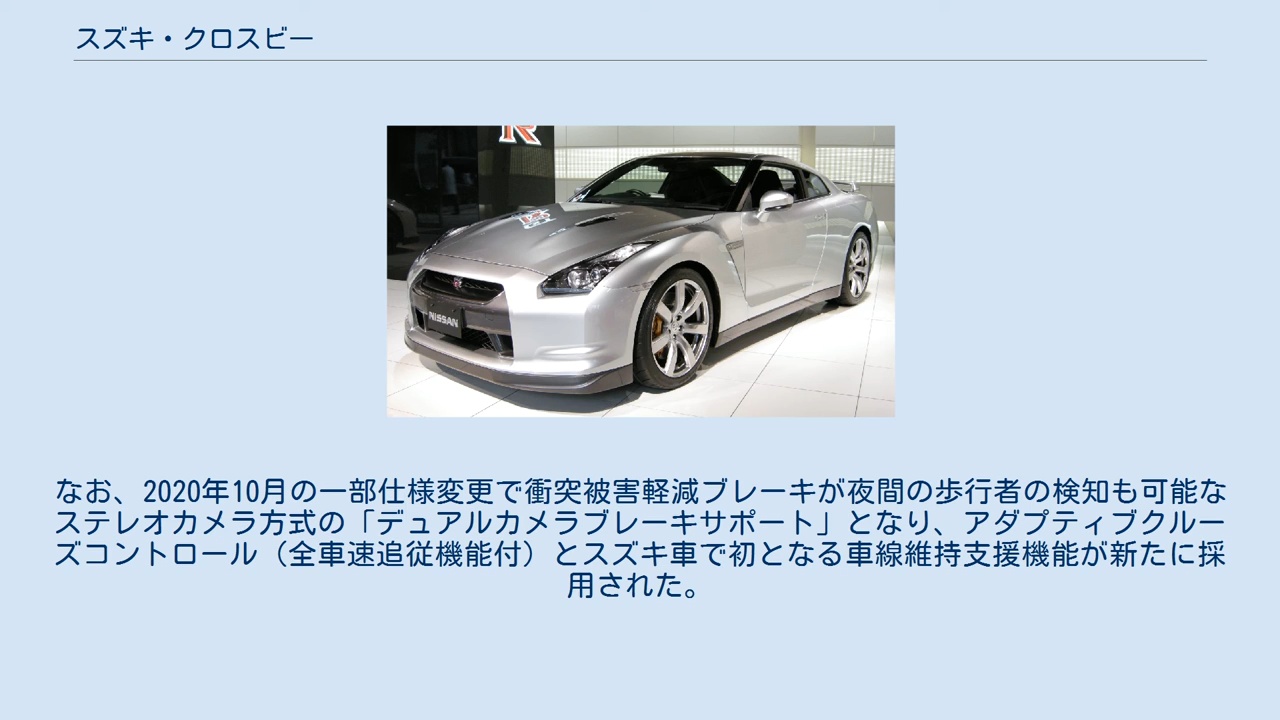 スズキ・クロスビー
R
NISSAN
なお、2020年10月の一部仕様変更で衝突被害軽減ブレーキが夜間の歩行者の検知も可能な
ステレオカメラ方式の「デュアルカメラブレーキサポート」となり、アダプティブクルー
ズコントロール（全車速追従機能付）とスズキ車で初となる車線維持支援機能が新たに採
用された。